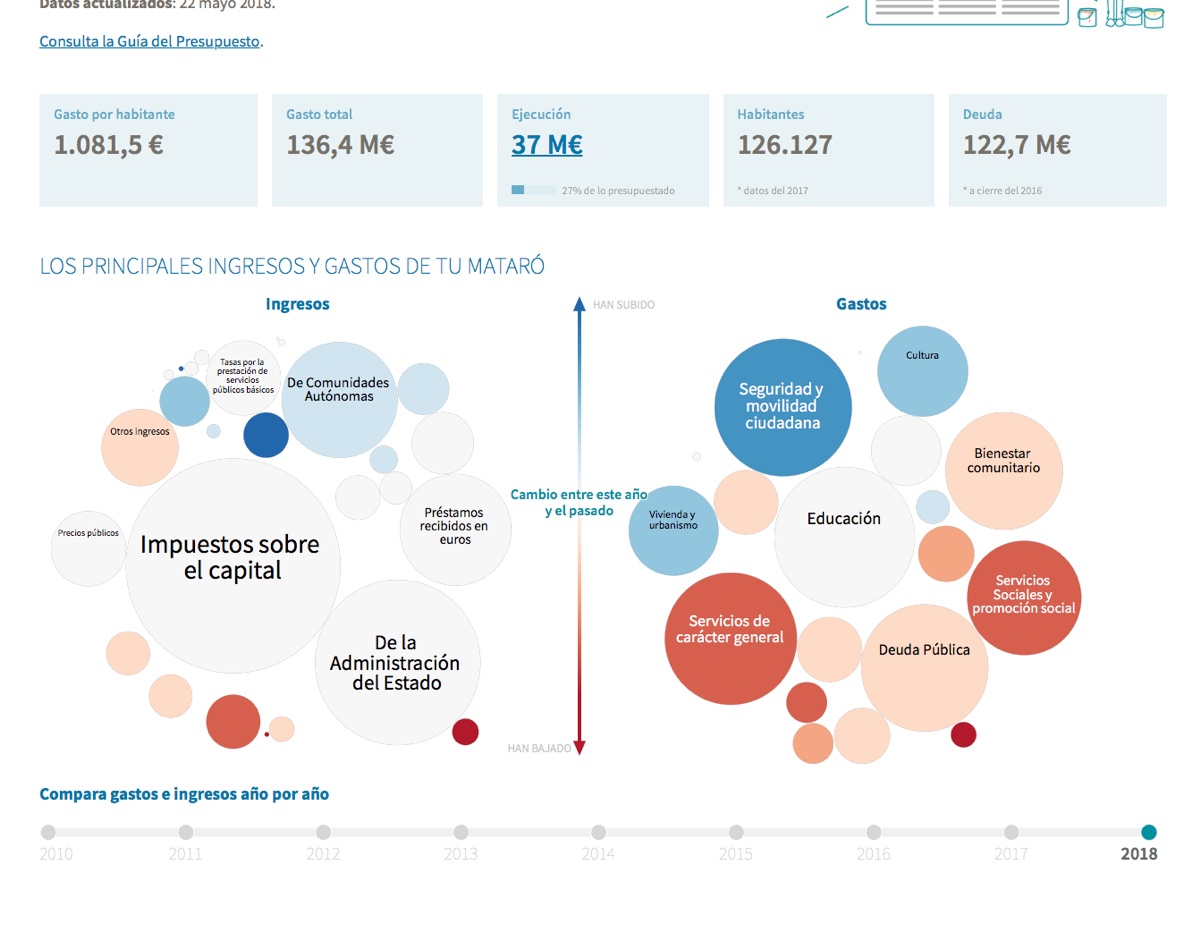 Datos actualizados: 22 mayo 2018.
Consulta la Guía del Presupuesto.
Gasto por habitante
1.081,5 €
Gasto total
136,4 M€
Ejecución
37 M€
27% de lo presupuestado
Habitantes
126.127
* datos del 2017
Deuda
122,7 M€
* a cierre del 2016
LOS PRINCIPALES INGRESOS Y GASTOS DE TU MATARÓ
Ingresos
HAN SUBIDO
Gastos
Tasas por la
prestación de
servicios
públicos básicos
De Comunidades
Autónomas
Otros ingresos
Precios públicos
Impuestos sobre
el capital
Préstamos
recibidos en
euros
De la
Administración
del Estado
Cambio entre este año
y el pasado
HAN BAJADO
Seguridad y
movilidad
ciudadana
Cultura
Bienestar
comunitario
Vivienda y
urbanismo
Educación
Servicios
Sociales y
promoción social
Servicios de
carácter general
Deuda Pública
Compara gastos e ingresos año por año
2010
2011
2012
2013
2014
2015
2016
2017
2018